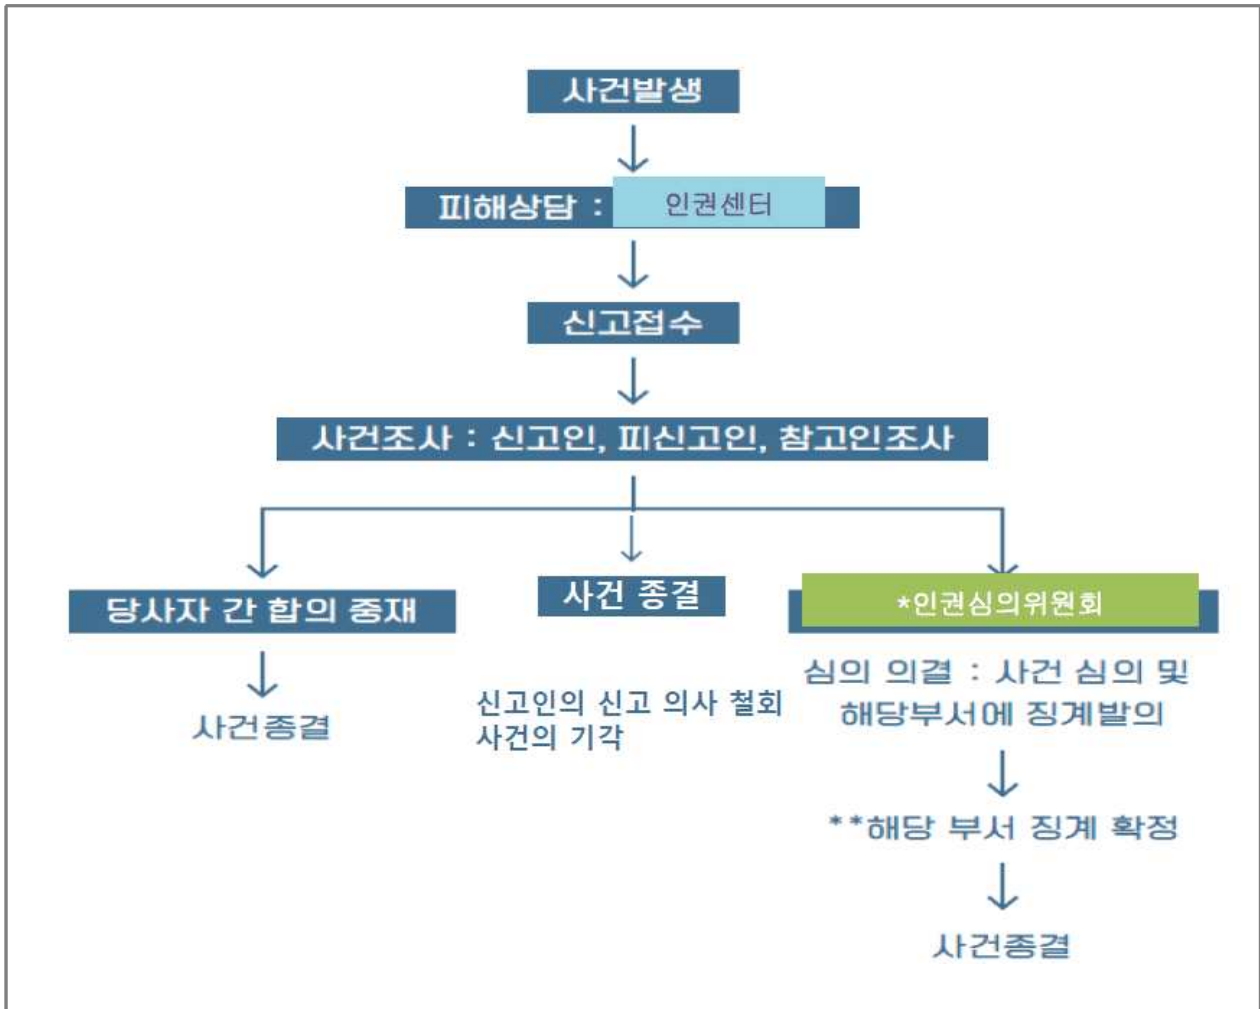 사건발생
피해상담 : 인권센터
신고접수
사건조사 : 신고인, 피신고인, 참고인조사
당사자 간 합의 중재
사건종결
사건 종결
신고인의 신고 의사 철회
사건의 기각
*인권심의위원회
심의 의결 : 사건 심의 및
해당부서에 징계발의
**해당 부서 징계 확정
사건종결